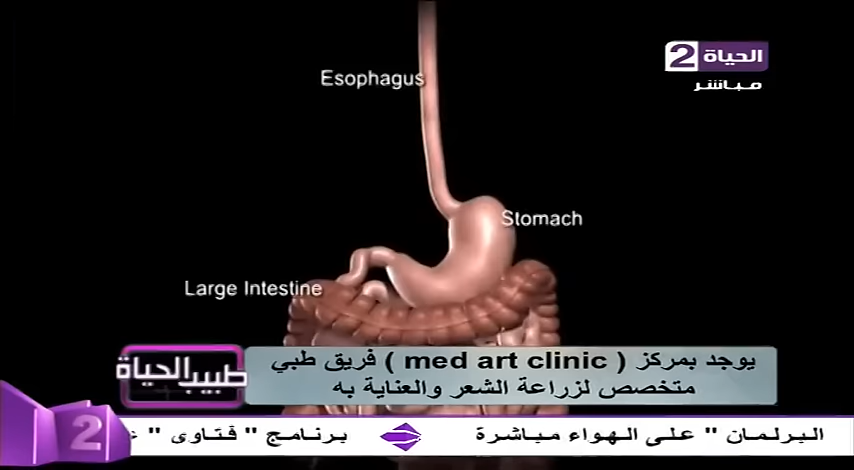 Esophagus
الحياة 2
مباشر
Stomach
Large Intestine
طبيب الحياة
يوجد بمركز ( med art clinic ) فريق طبي
متخصص لزراعة الشعر والعناية به
البرلمان " على الهواء مباشرة
برنامج " فتاوى "
2